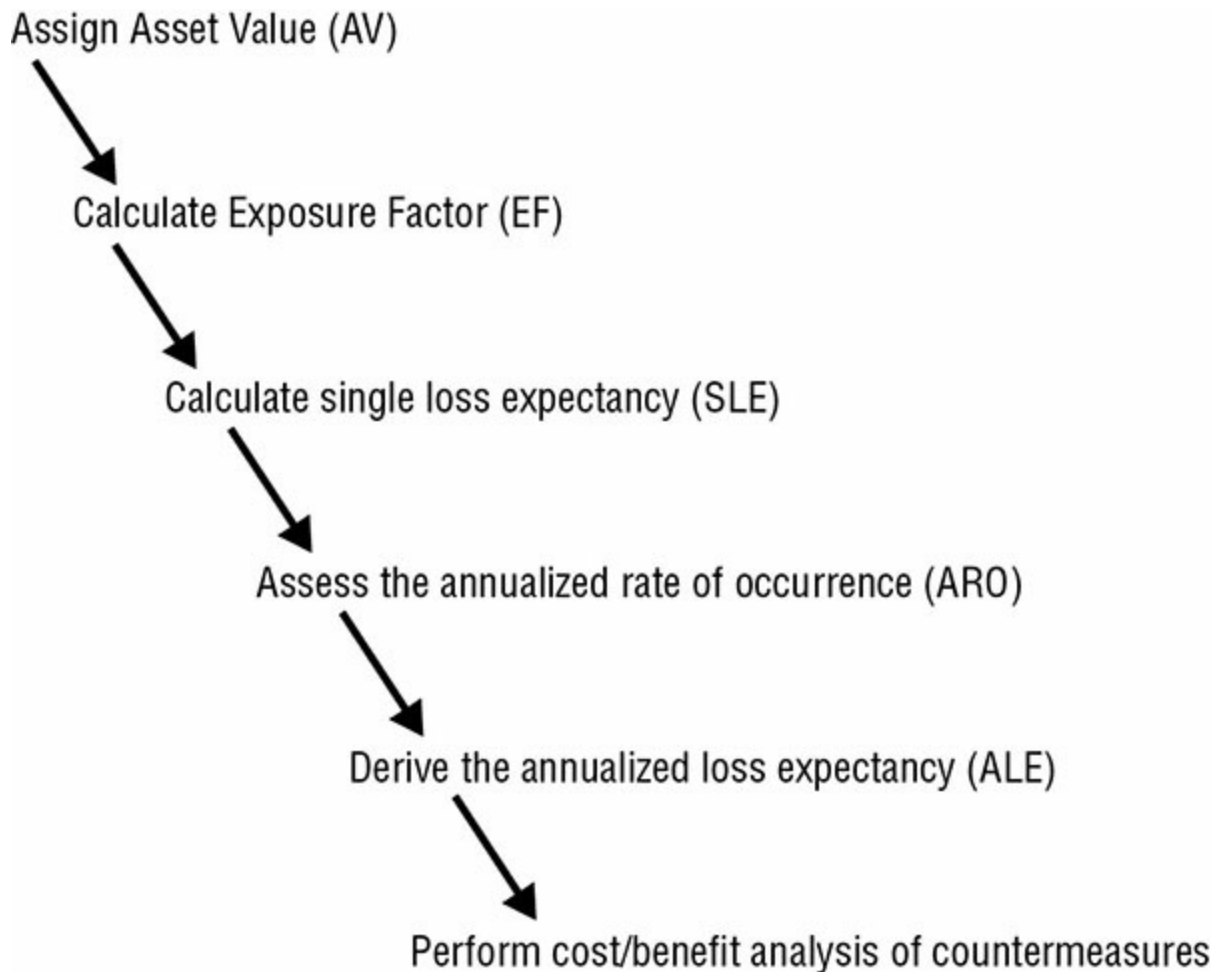 Assign Asset Value (AV)
Calculate Exposure Factor (EF)
Calculate single loss expectancy (SLE)
Assess the annualized rate of occurrence (ARO)
Derive the annualized loss expectancy (ALE)
Perform cost/benefit analysis of countermeasures